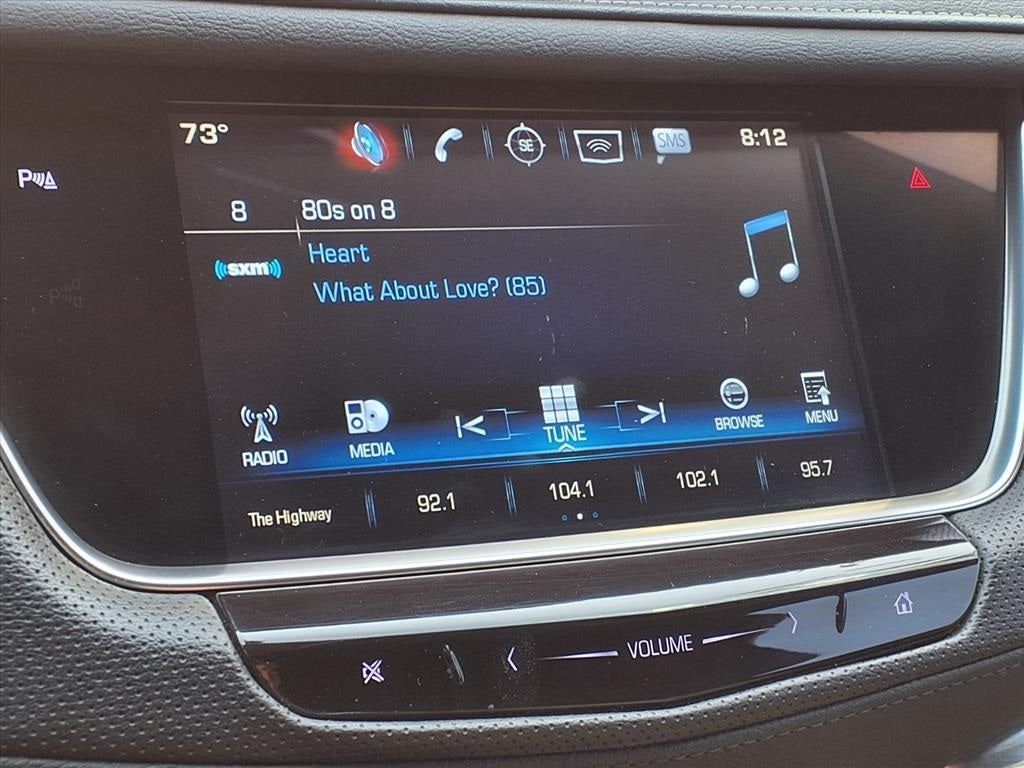 73°
SE
SMS
8:12
P
8
80s on 8
sxm
Heart
What About Love? (85)
RADIO
MEDIA
TUNE
BROWSE
MENU
The Highway
92.1
104.1
102.1
95.7
VOLUME